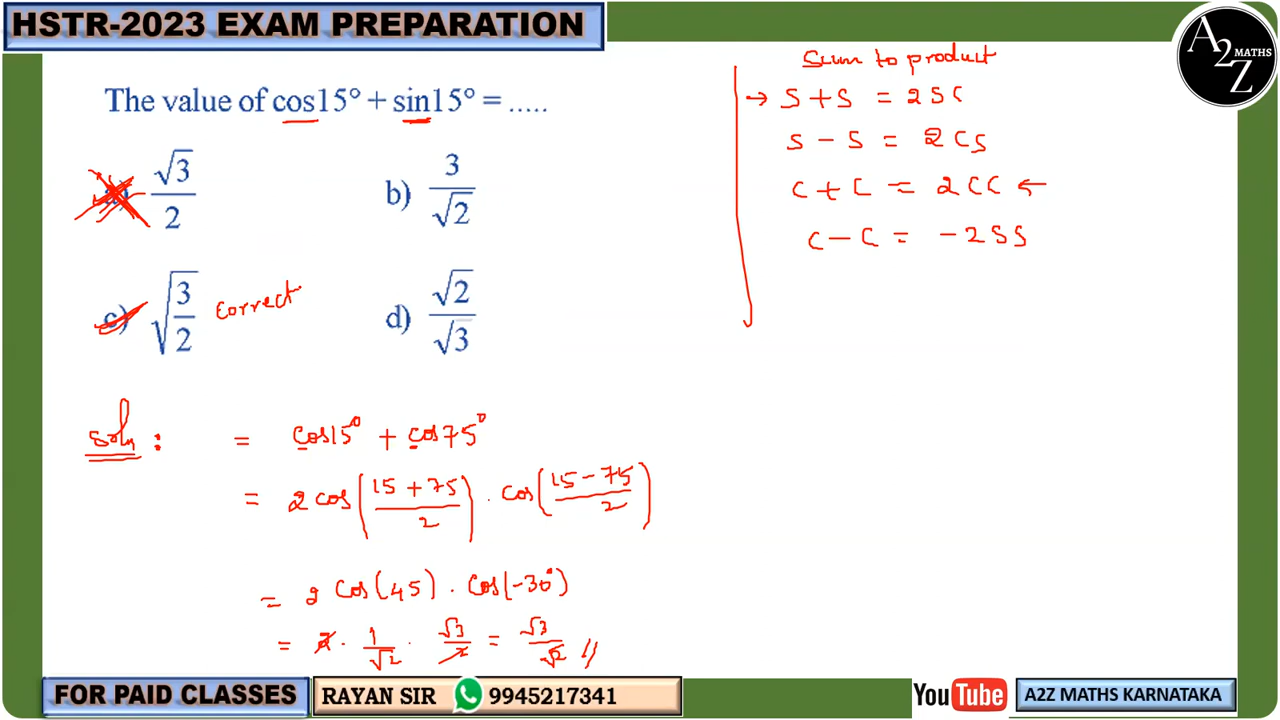 HSTR-2023 EXAM PREPARATION
A2Z MATHS
The value of cos15° + sin15° = .....
a) √3/2
b) 3/√2
c) √(3/2) correct
d) √2/√3
Sum to product
→ S + S = 2SC
S - S = 2CS
C + C = 2CC ←
C - C = -2SS
Soln : = cos15° + cos75°
= 2cos((15+75)/2) . cos((15-75)/2)
= 2 cos(45) . cos(-30°)
= 2 . 1/√2 . √3/2 = √3/√2 //
FOR PAID CLASSES
RAYAN SIR 9945217341
YouTube
A2Z MATHS KARNATAKA